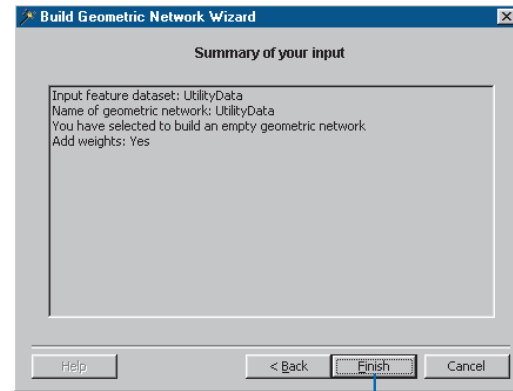 Build Geometric Network Wizard
Summary of your input
Input feature dataset: UtilityData
Name of geometric network: UtilityData
You have selected to build an empty geometric network
Add weights: Yes
Help
< Back
Finish
Cancel